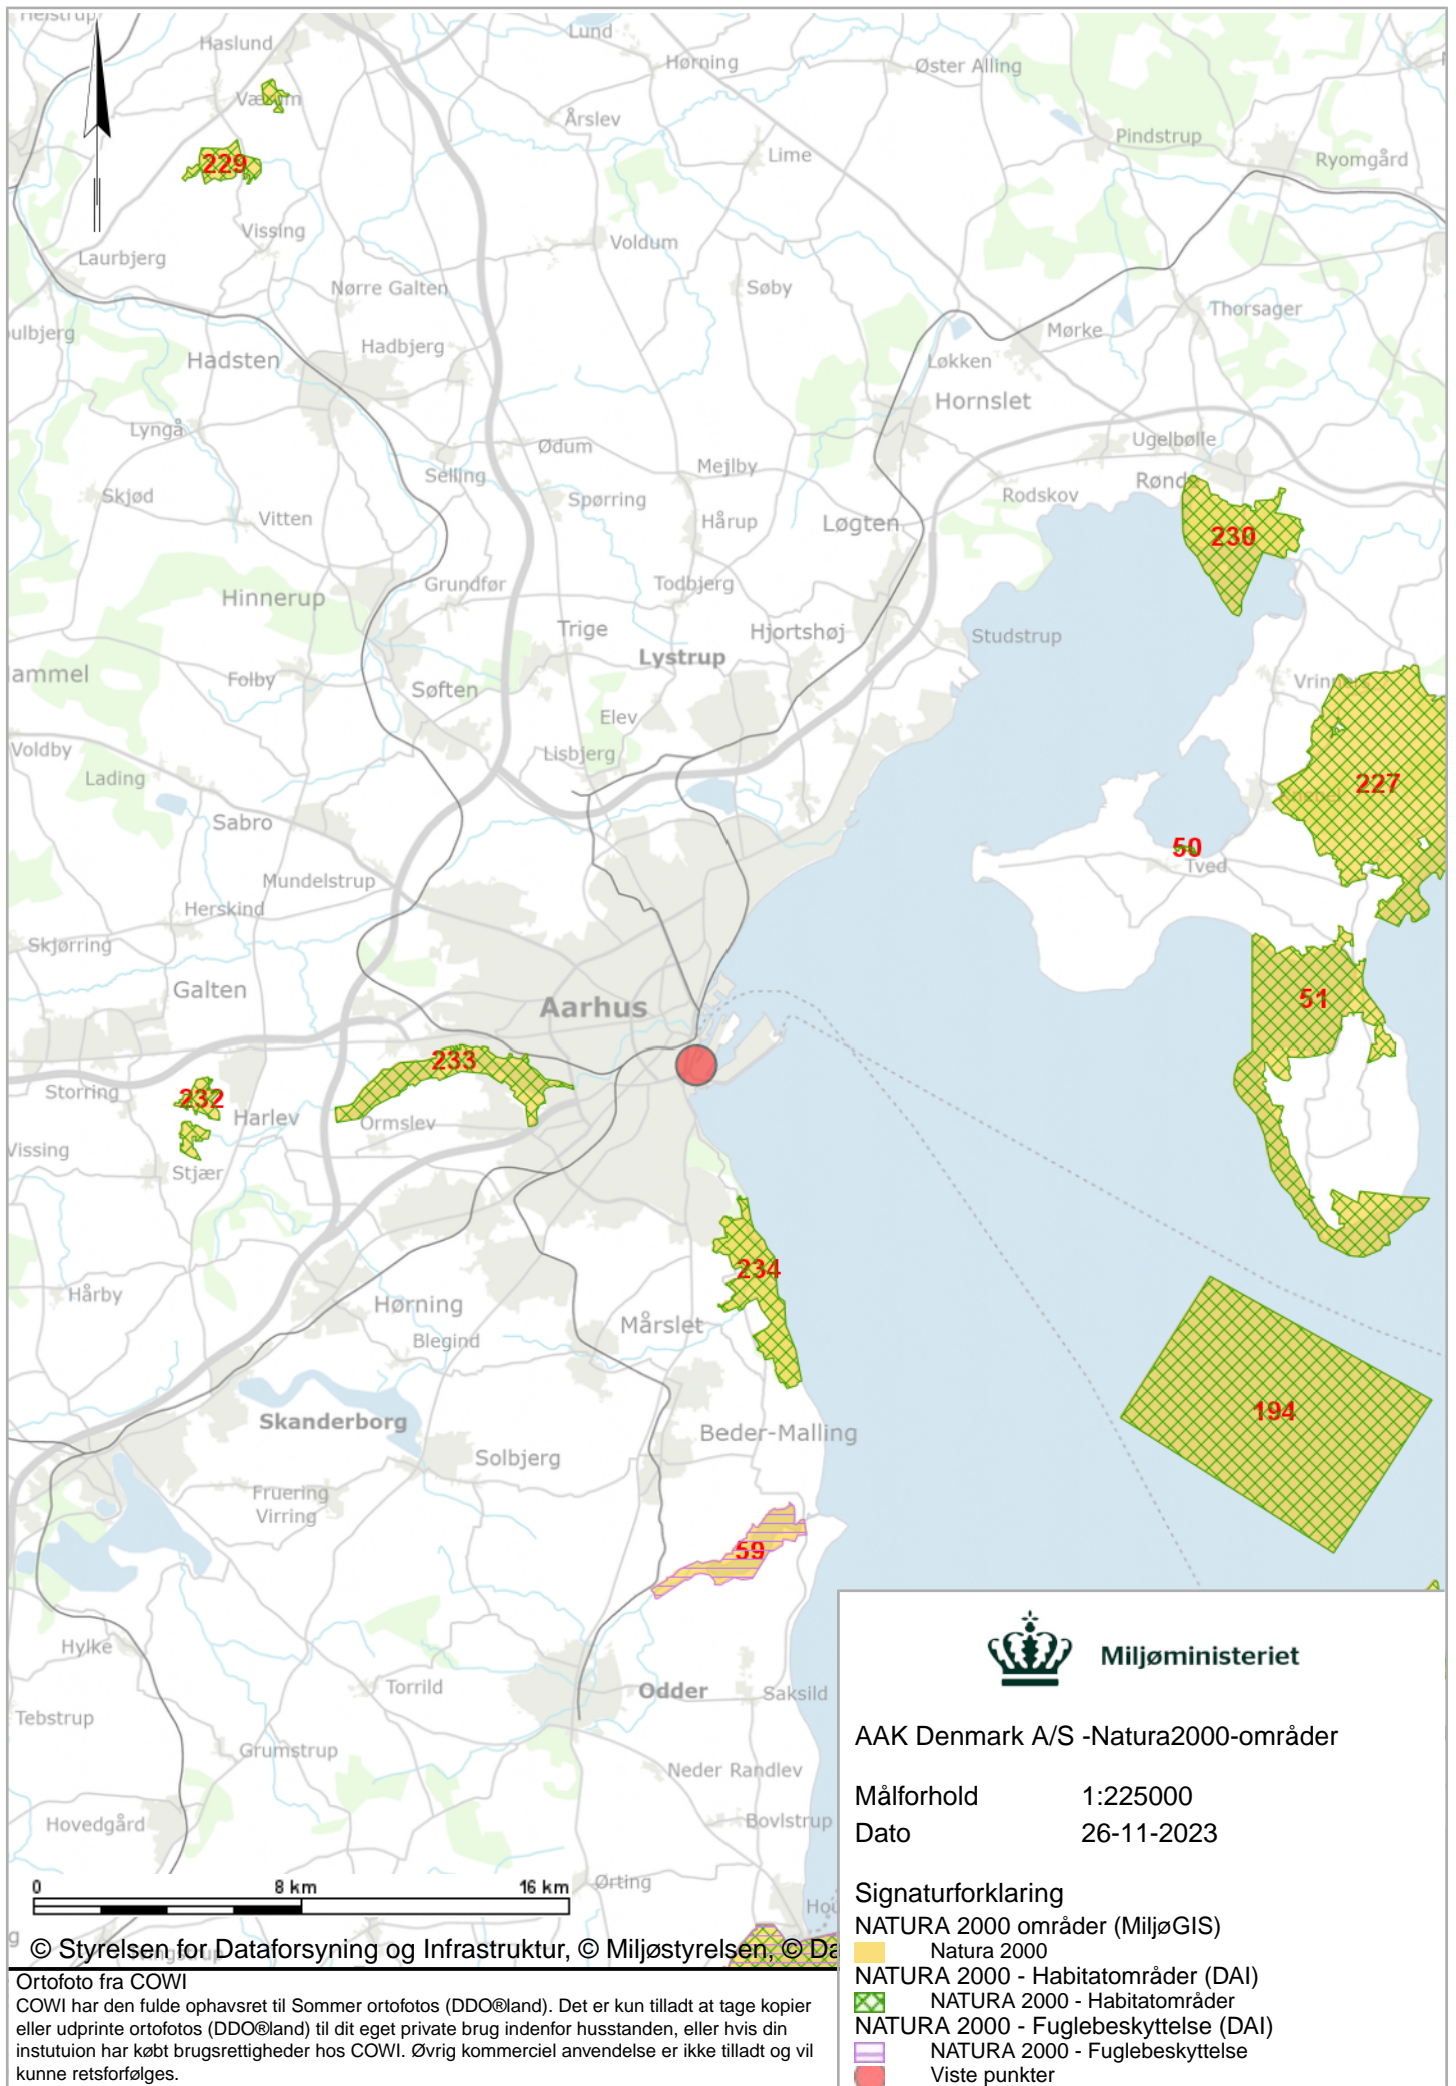 Haslund
Lund
Hørning
Øster Alling
Årslev
Pindstrup
Lime
Ryomgård
229
Vissing
Voldum
Laurbjerg
Nørre Galten
Søby
Thorsager
ulbjerg
Hadbjerg
Mørke
Hadsten
Løkken
Hornslet
Lyngå
Ødum
Ugelbølle
Selling
Mejlby
Skjød
Spørring
Rodskov
Vitten
Hårup
Løgten
230
Grundfør
Todbjerg
Hinnerup
Trige
Hjortshøj
Studstrup
Lystrup
ammel
Folby
Søften
Elev
Voldby
Lisbjerg
Lading
227
Sabro
50
Tved
Mundelstrup
Herskind
Skjørring
Galten
Aarhus
51
233
Storring
232
Harlev
Ormslev
Vissing
Stjær
234
Hårby
Hørning
Mårslet
Blegind
194
Skanderborg
Beder-Malling
Solbjerg
Fruering
Virring
59
Hylke
Torrild
Odder
Saksild
Tebstrup
Grumstrup
Neder Randlev
Hovedgård
Bovlstrup
Ørting
0 8 km 16 km
© Styrelsen for Dataforsyning og Infrastruktur, © Miljøstyrelsen, © Da
Ortofoto fra COWI
COWI har den fulde ophavsret til Sommer ortofotos (DDO®land). Det er kun tilladt at tage kopier
eller udprinte ortofotos (DDO®land) til dit eget private brug indenfor husstanden, eller hvis din
instutuion har købt brugsrettigheder hos COWI. Øvrig kommerciel anvendelse er ikke tilladt og vil
kunne retsforfølges.
Miljøministeriet
AAK Denmark A/S -Natura2000-områder
Målforhold 1:225000
Dato 26-11-2023
Signaturforklaring
NATURA 2000 områder (MiljøGIS)
Natura 2000
NATURA 2000 - Habitatområder (DAI)
NATURA 2000 - Habitatområder
NATURA 2000 - Fuglebeskyttelse (DAI)
NATURA 2000 - Fuglebeskyttelse
Viste punkter